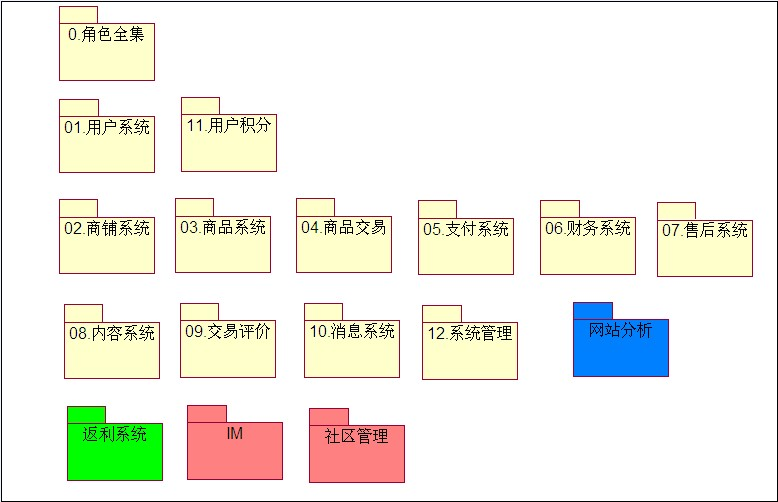 0.角色全集
01.用户系统
11.用户积分
02.商铺系统
03.商品系统
04.商品交易
05.支付系统
06.财务系统
07.售后系统
08.内容系统
09.交易评价
10.消息系统
12.系统管理
网站分析
返利系统
IM
社区管理